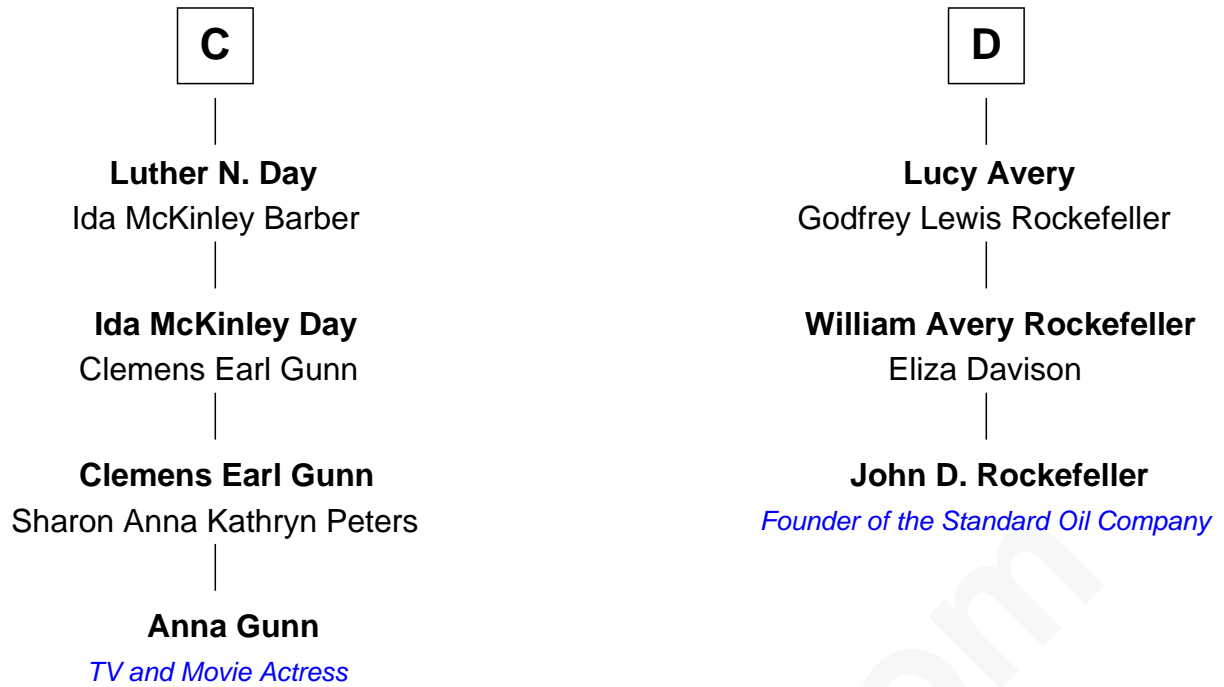 C
Luther N. Day
Ida McKinley Barber
Ida McKinley Day
Clemens Earl Gunn
Clemens Earl Gunn
Sharon Anna Kathryn Peters
Anna Gunn
TV and Movie Actress
D
Lucy Avery
Godfrey Lewis Rockefeller
William Avery Rockefeller
Eliza Davison
John D. Rockefeller
Founder of the Standard Oil Company
om